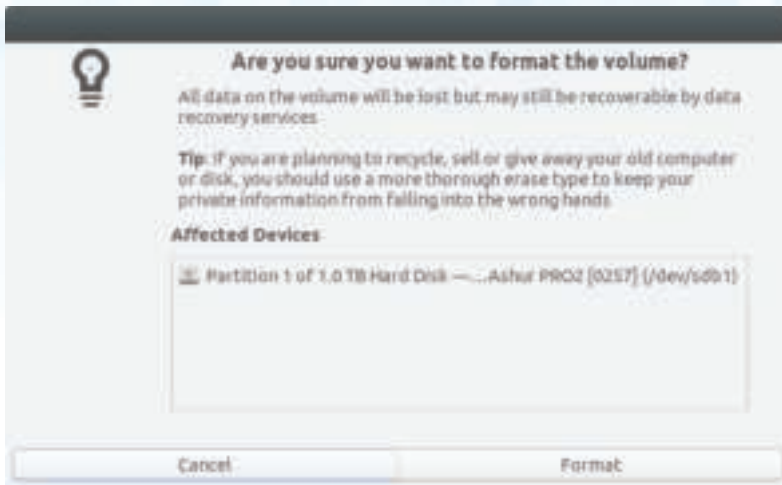 Are you sure you want to format the volume?
All data on the volume will be lost but may still be recoverable by data
recovery services
Tip: If you are planning to recycle, sell or give away your old computer
or disk, you should use a more thorough erase type to keep your
private information from falling into the wrong hands
Affected Devices
Partition 1 of 1.0 TB Hard Disk — ...Ashur PRO2 [0257] (/dev/sdb1)
Cancel Format